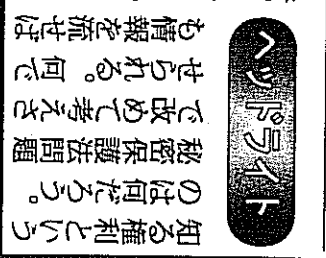 ヘッドライト
知る権利という
のは何だろう。
秘密保護法問題
で改めて考えさ
せられる。何で
も情報を流せば